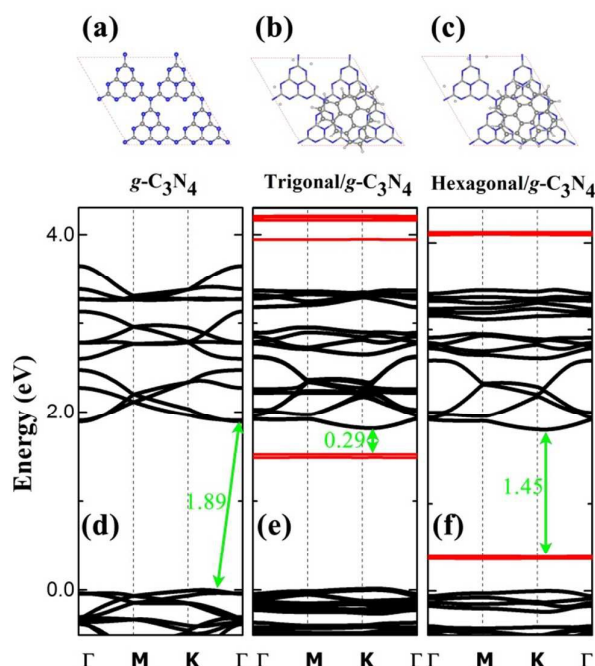 (a) (b) (c)
g-C₃N₄ Trigonal/g-C₃N₄ Hexagonal/g-C₃N₄
4.0
2.0
0.0
Energy (eV)
1.89
0.29
1.45
(d) (e) (f)
Γ M K Γ M K Γ M K Γ